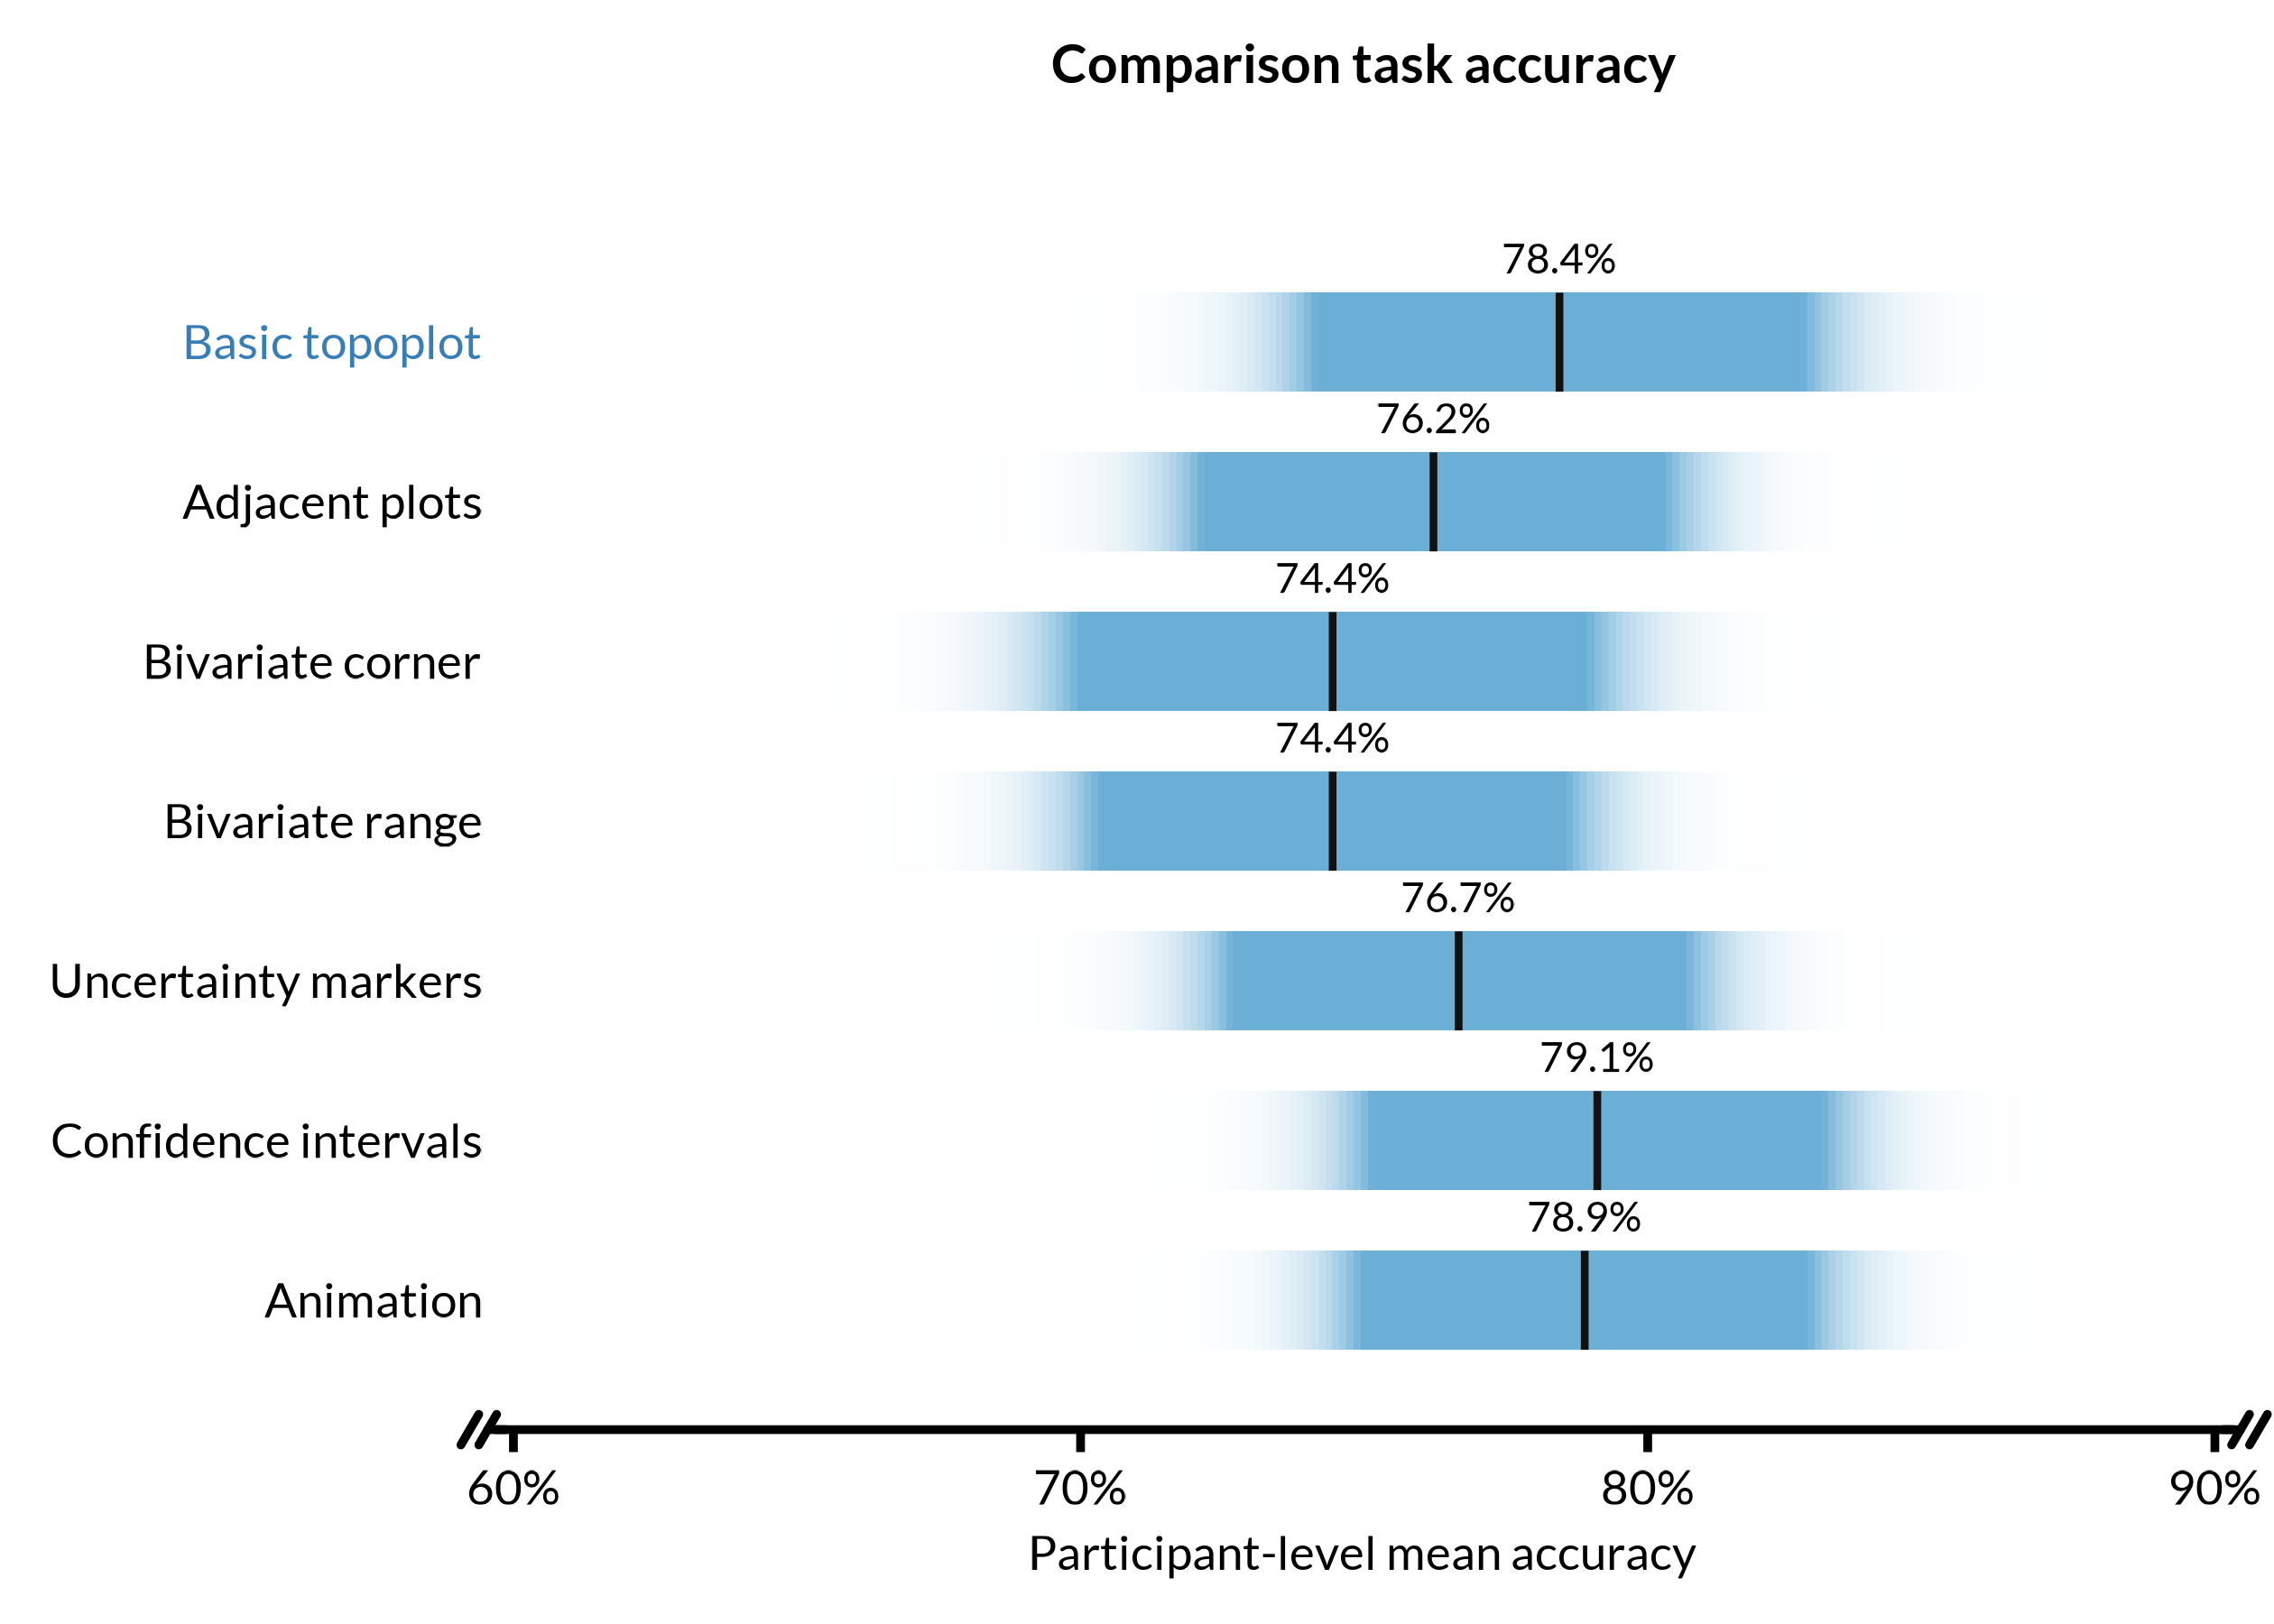 Comparison task accuracy
78.4%
Basic topoplot
76.2%
Adjacent plots
74.4%
Bivariate corner
74.4%
Bivariate range
76.7%
Uncertainty markers
79.1%
Confidence intervals
78.9%
Animation
60% 70% 80% 90%
Participant-level mean accuracy